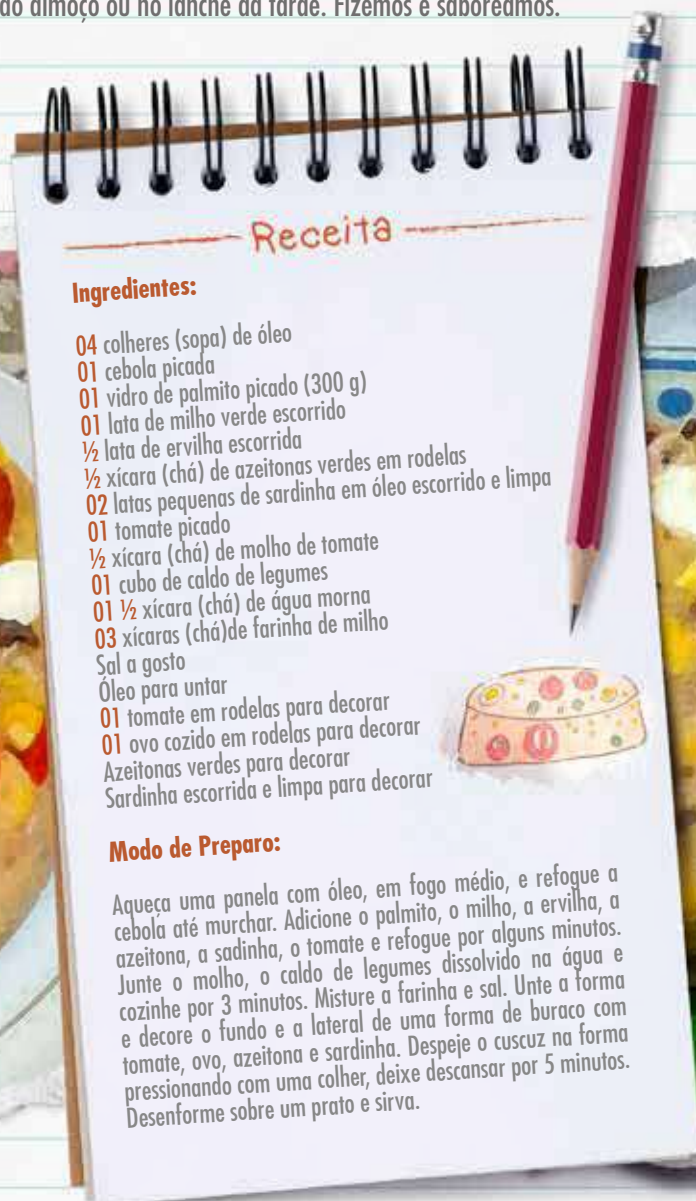 do almoço ou no lanche da tarde. Fizemos e saboreamos.
Receita
Ingredientes:
04 colheres (sopa) de óleo
01 cebola picada
01 vidro de palmito picado (300 g)
01 lata de milho verde escorrido
½ lata de ervilha escorrida
½ xícara (chá) de azeitonas verdes em rodelas
02 latas pequenas de sardinha em óleo escorrido e limpa
01 tomate picado
½ xícara (chá) de molho de tomate
01 cubo de caldo de legumes
01 ½ xícara (chá) de água morna
03 xícaras (chá)de farinha de milho
Sal a gosto
Óleo para untar
01 tomate em rodelas para decorar
01 ovo cozido em rodelas para decorar
Azeitonas verdes para decorar
Sardinha escorrida e limpa para decorar
Modo de Preparo:
Aqueça uma panela com óleo, em fogo médio, e refogue a
cebola até murchar. Adicione o palmito, o milho, a ervilha, a
azeitona, a sadinha, o tomate e refogue por alguns minutos.
Junte o molho, o caldo de legumes dissolvido na água e
cozinhe por 3 minutos. Misture a farinha e sal. Unte a forma
e decore o fundo e a lateral de uma forma de buraco com
tomate, ovo, azeitona e sardinha. Despeje o cuscuz na forma
pressionando com uma colher, deixe descansar por 5 minutos.
Desenforme sobre um prato e sirva.